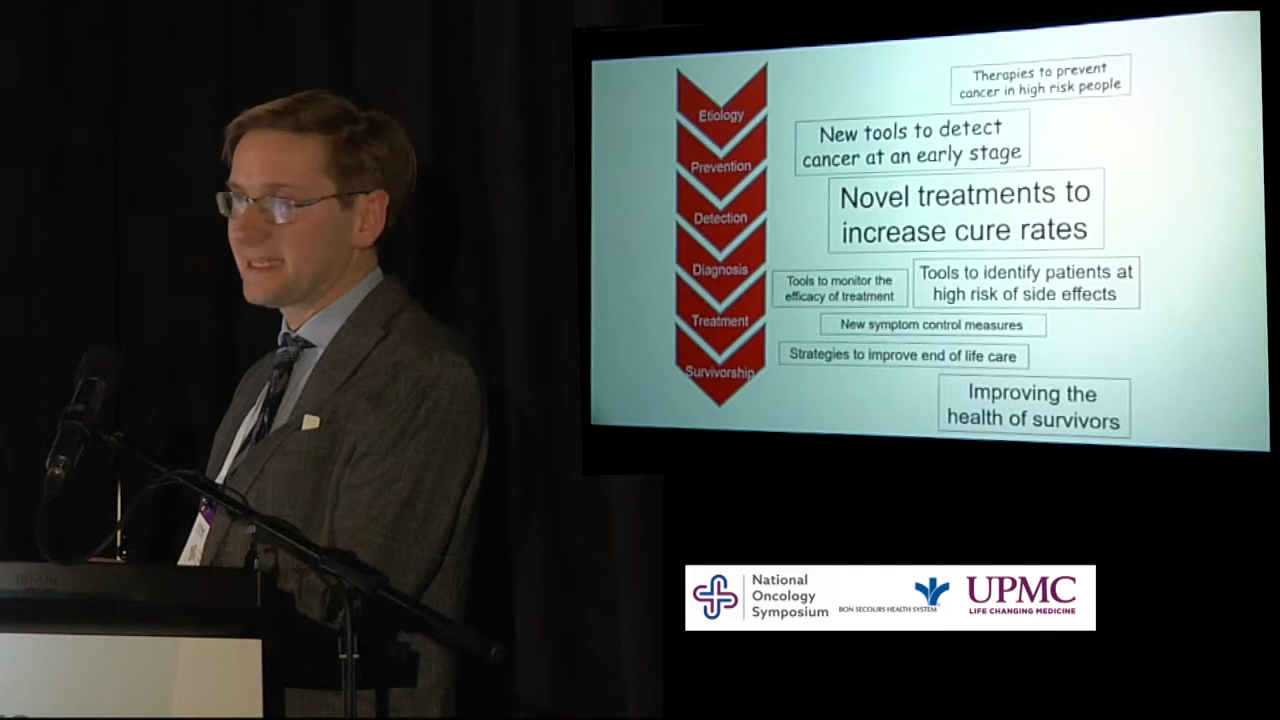 Etiology
Prevention
Detection
Diagnosis
Treatment
Survivorship
Therapies to prevent
cancer in high risk people
New tools to detect
cancer at an early stage
Novel treatments to
increase cure rates
Tools to monitor the
efficacy of treatment
Tools to identify patients at
high risk of side effects
New symptom control measures
Strategies to improve end of life care
Improving the
health of survivors
National
Oncology
Symposium
BON SECOURS HEALTH SYSTEM
UPMC
LIFE CHANGING MEDICINE